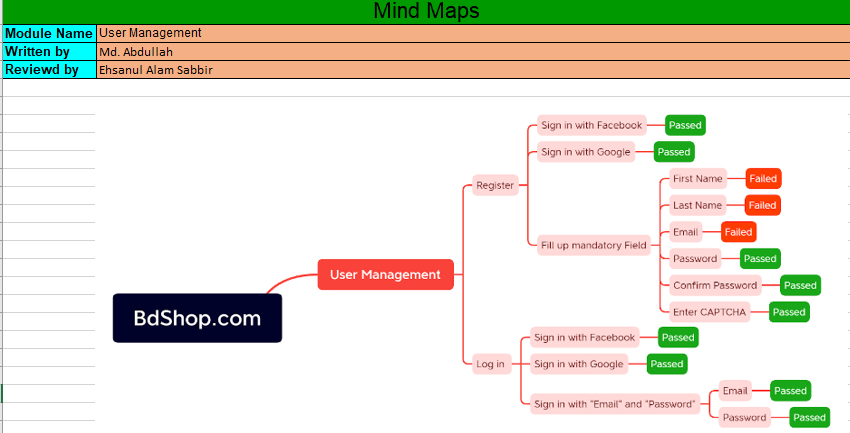 Mind Maps
Module Name User Management
Written by Md. Abdullah
Reviewd by Ehsanul Alam Sabbir
Sign in with Facebook Passed
Sign in with Google Passed
Register
First Name Failed
Last Name Failed
Email Failed
Fill up mandatory Field
Password Passed
Confirm Password Passed
Enter CAPTCHA Passed
User Management
BdShop.com
Sign in with Facebook Passed
Log in
Sign in with Google Passed
Sign in with "Email" and "Password"
Email Passed
Password Passed